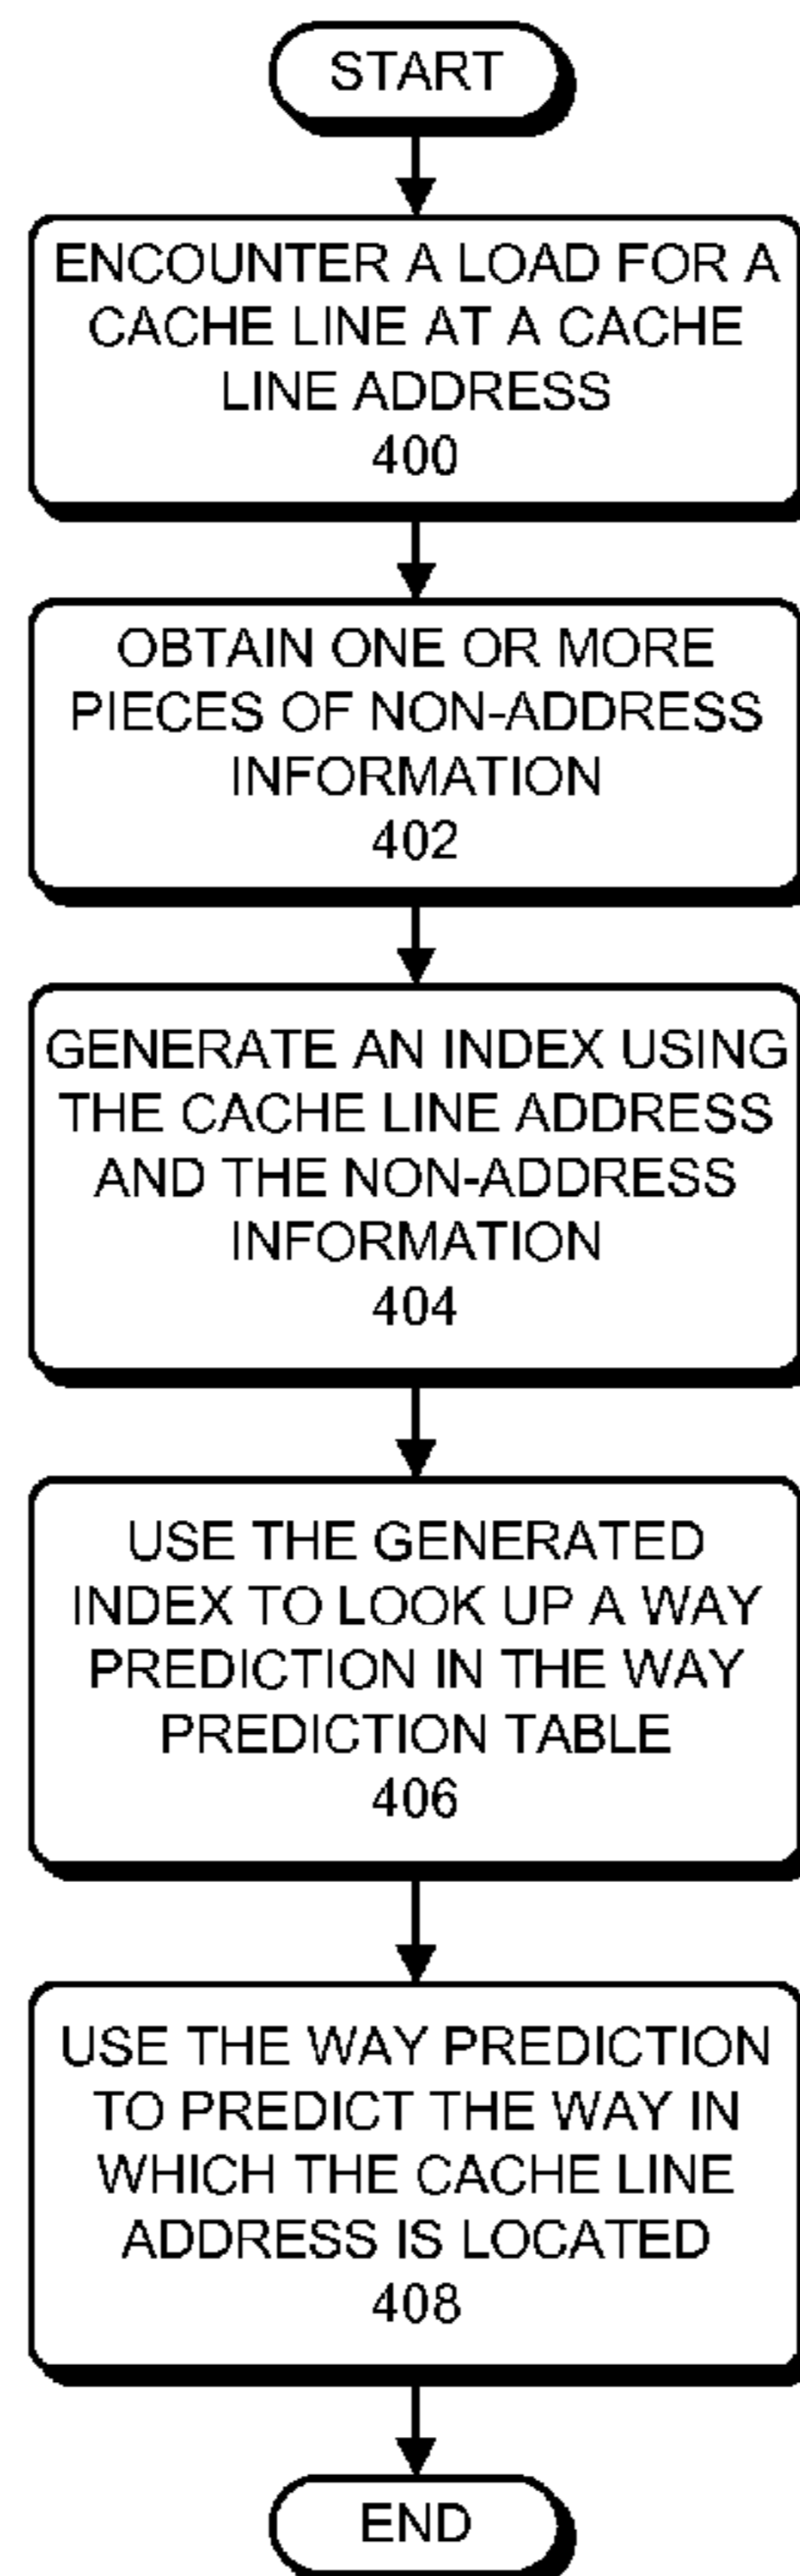 START
ENCOUNTER A LOAD FOR A
CACHE LINE AT A CACHE
LINE ADDRESS
400
OBTAIN ONE OR MORE
PIECES OF NON-ADDRESS
INFORMATION
402
GENERATE AN INDEX USING
THE CACHE LINE ADDRESS
AND THE NON-ADDRESS
INFORMATION
404
USE THE GENERATED
INDEX TO LOOK UP A WAY
PREDICTION IN THE WAY
PREDICTION TABLE
406
USE THE WAY PREDICTION
TO PREDICT THE WAY IN
WHICH THE CACHE LINE
ADDRESS IS LOCATED
408
END